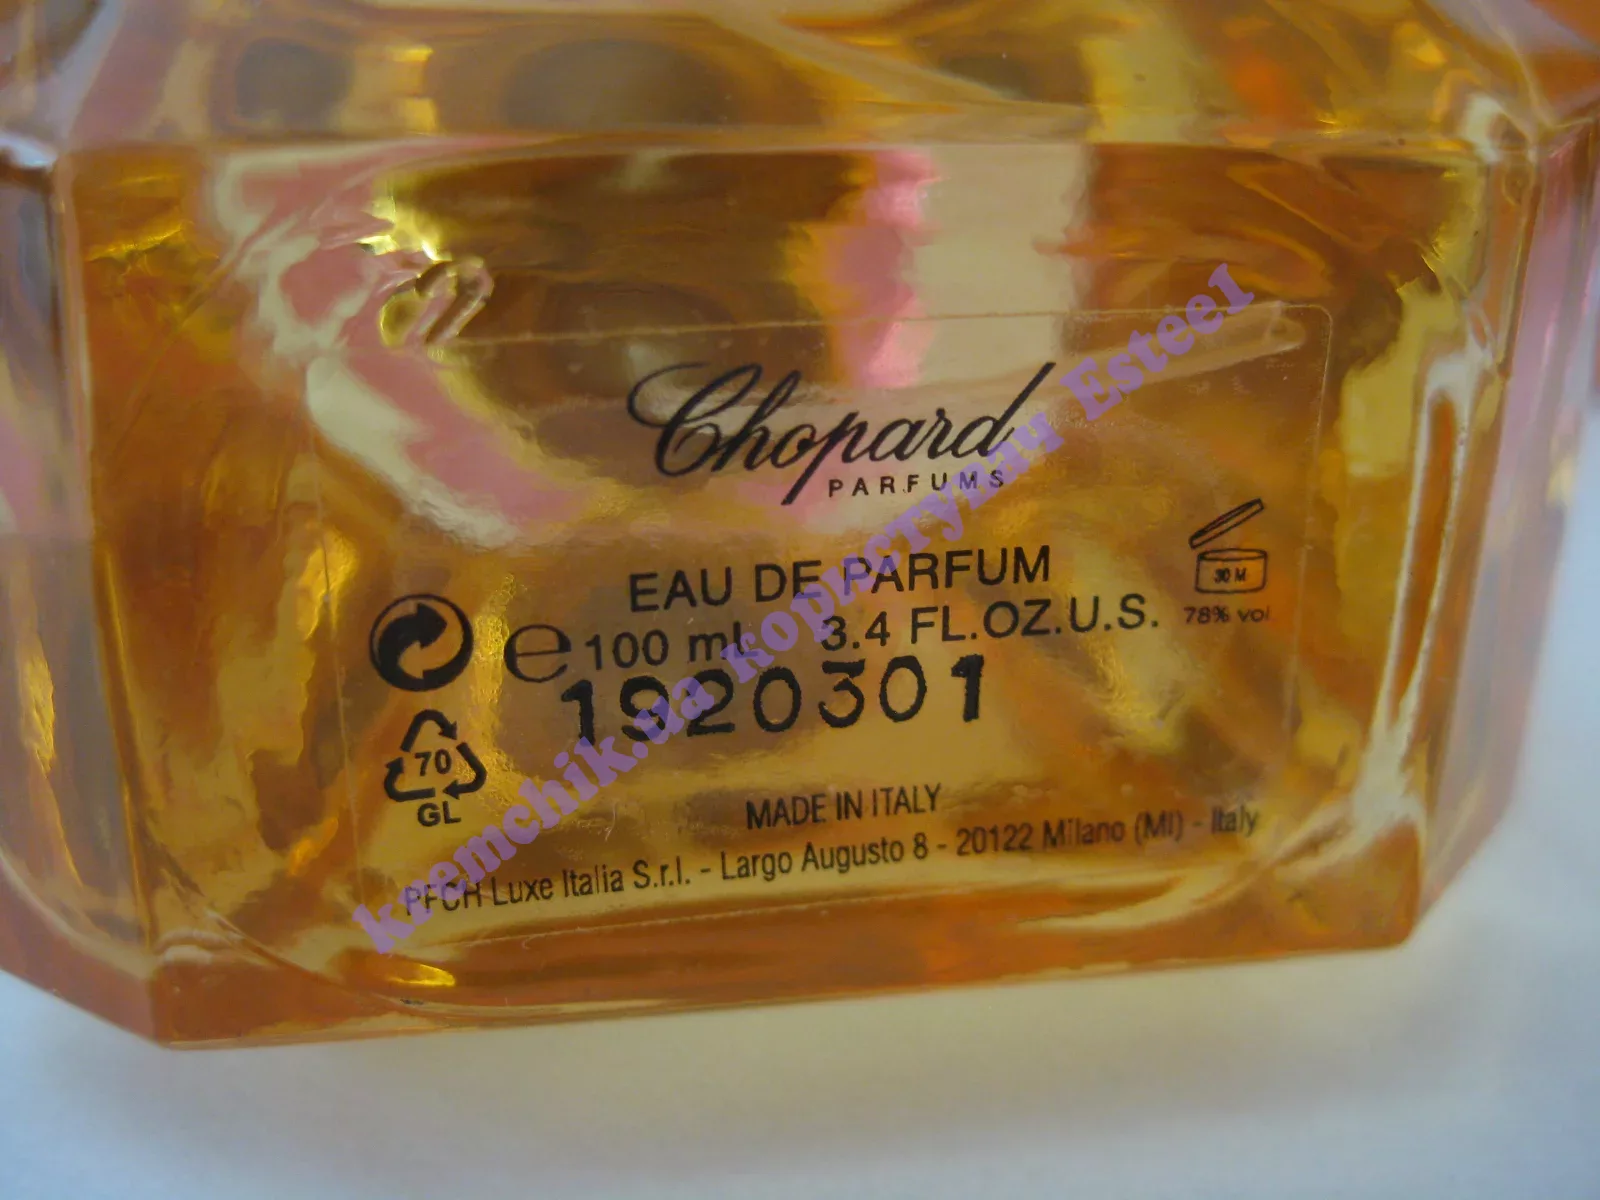 Chopard
PARFUMS
EAU DE PARFUM
30 M
e 100 mL 3.4 FL.OZ.U.S.
78% vol
1920301
70
GL
MADE IN ITALY
PFCH Luxe Italia S.r.l. - Largo Augusto 8 - 20122 Milano (MI) - Italy
kremchik.ua користувач Esteel